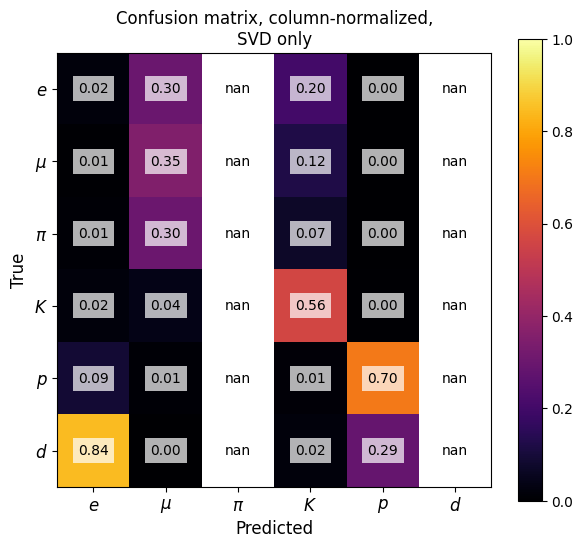 Confusion matrix, column-normalized,
SVD only
e 0.02 0.30 nan 0.20 0.00 nan
μ 0.01 0.35 nan 0.12 0.00 nan
π 0.01 0.30 nan 0.07 0.00 nan
K 0.02 0.04 nan 0.56 0.00 nan
p 0.09 0.01 nan 0.01 0.70 nan
d 0.84 0.00 nan 0.02 0.29 nan
e μ π K p d
Predicted
True
1.0
0.8
0.6
0.4
0.2
0.0